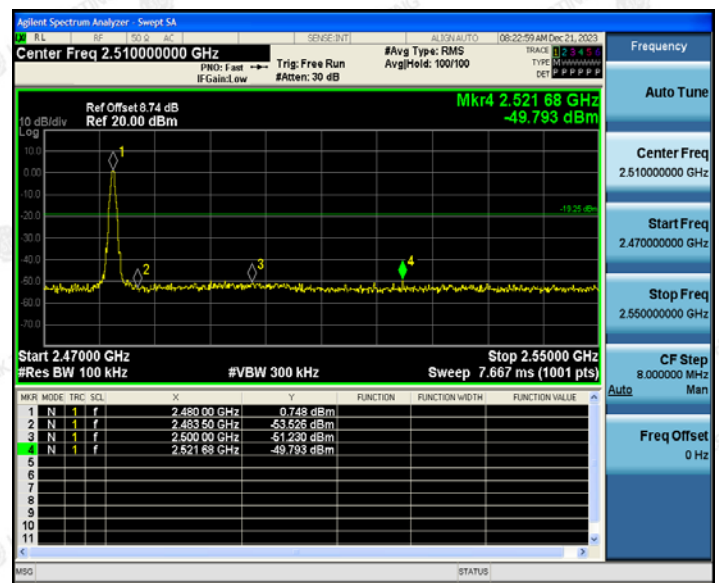 Agilent Spectrum Analyzer - Swept SA
RL RF 50 Ω AC SENSE:INT ALIGN AUTO 08:22:59 AM Dec 21, 2023
Center Freq 2.510000000 GHz
PNO: Fast
IFGain:Low
Trig: Free Run
#Atten: 30 dB
#Avg Type: RMS
Avg|Hold: 100/100
TRACE 1 2 3 4 5 6
TYPE M W W W W W
DET P P P P P P
Frequency
Auto Tune
Center Freq
2.510000000 GHz
Start Freq
2.470000000 GHz
Stop Freq
2.550000000 GHz
CF Step
8.000000 MHz
Auto Man
Freq Offset
0 Hz
Mkr4 2.521 68 GHz
-49.793 dBm
Ref Offset 8.74 dB
10 dB/div Ref 20.00 dBm
Log
10.0
0.00
-10.0
-20.0
-30.0
-40.0
-50.0
-60.0
-70.0
1
2
3
4
-19.25 dBm
Start 2.47000 GHz Stop 2.55000 GHz
#Res BW 100 kHz #VBW 300 kHz Sweep 7.667 ms (1001 pts)
MKR MODE TRC SCL X Y FUNCTION FUNCTION WIDTH FUNCTION VALUE
1 N 1 f 2.480 00 GHz 0.748 dBm
2 N 1 f 2.483 50 GHz -53.526 dBm
3 N 1 f 2.500 00 GHz -51.230 dBm
4 N 1 f 2.521 68 GHz -49.793 dBm
5
6
7
8
9
10
11
MSG STATUS